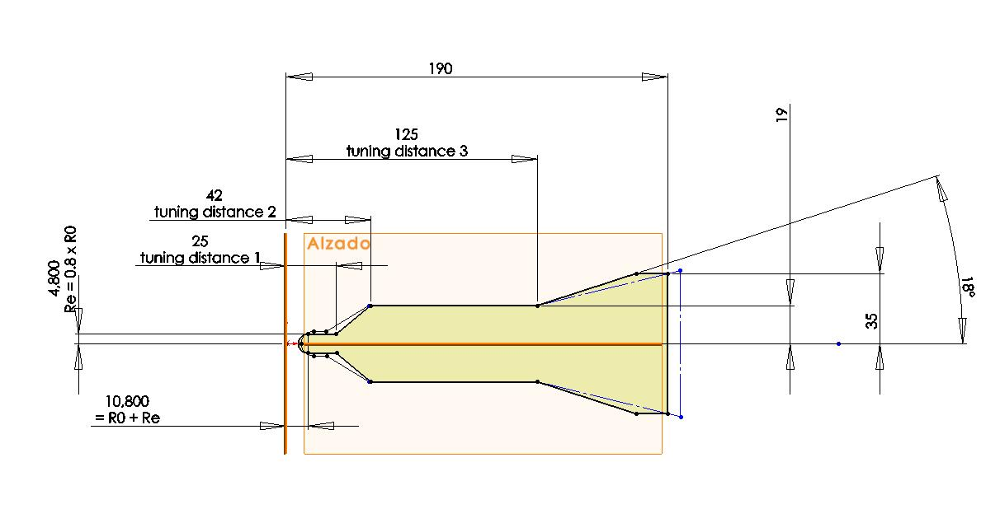 190
125
tuning distance 3
19
42
tuning distance 2
Alzado
25
tuning distance 1
4,800
Re = 0.8 x R0
18°
35
10,800
= R0 + Re